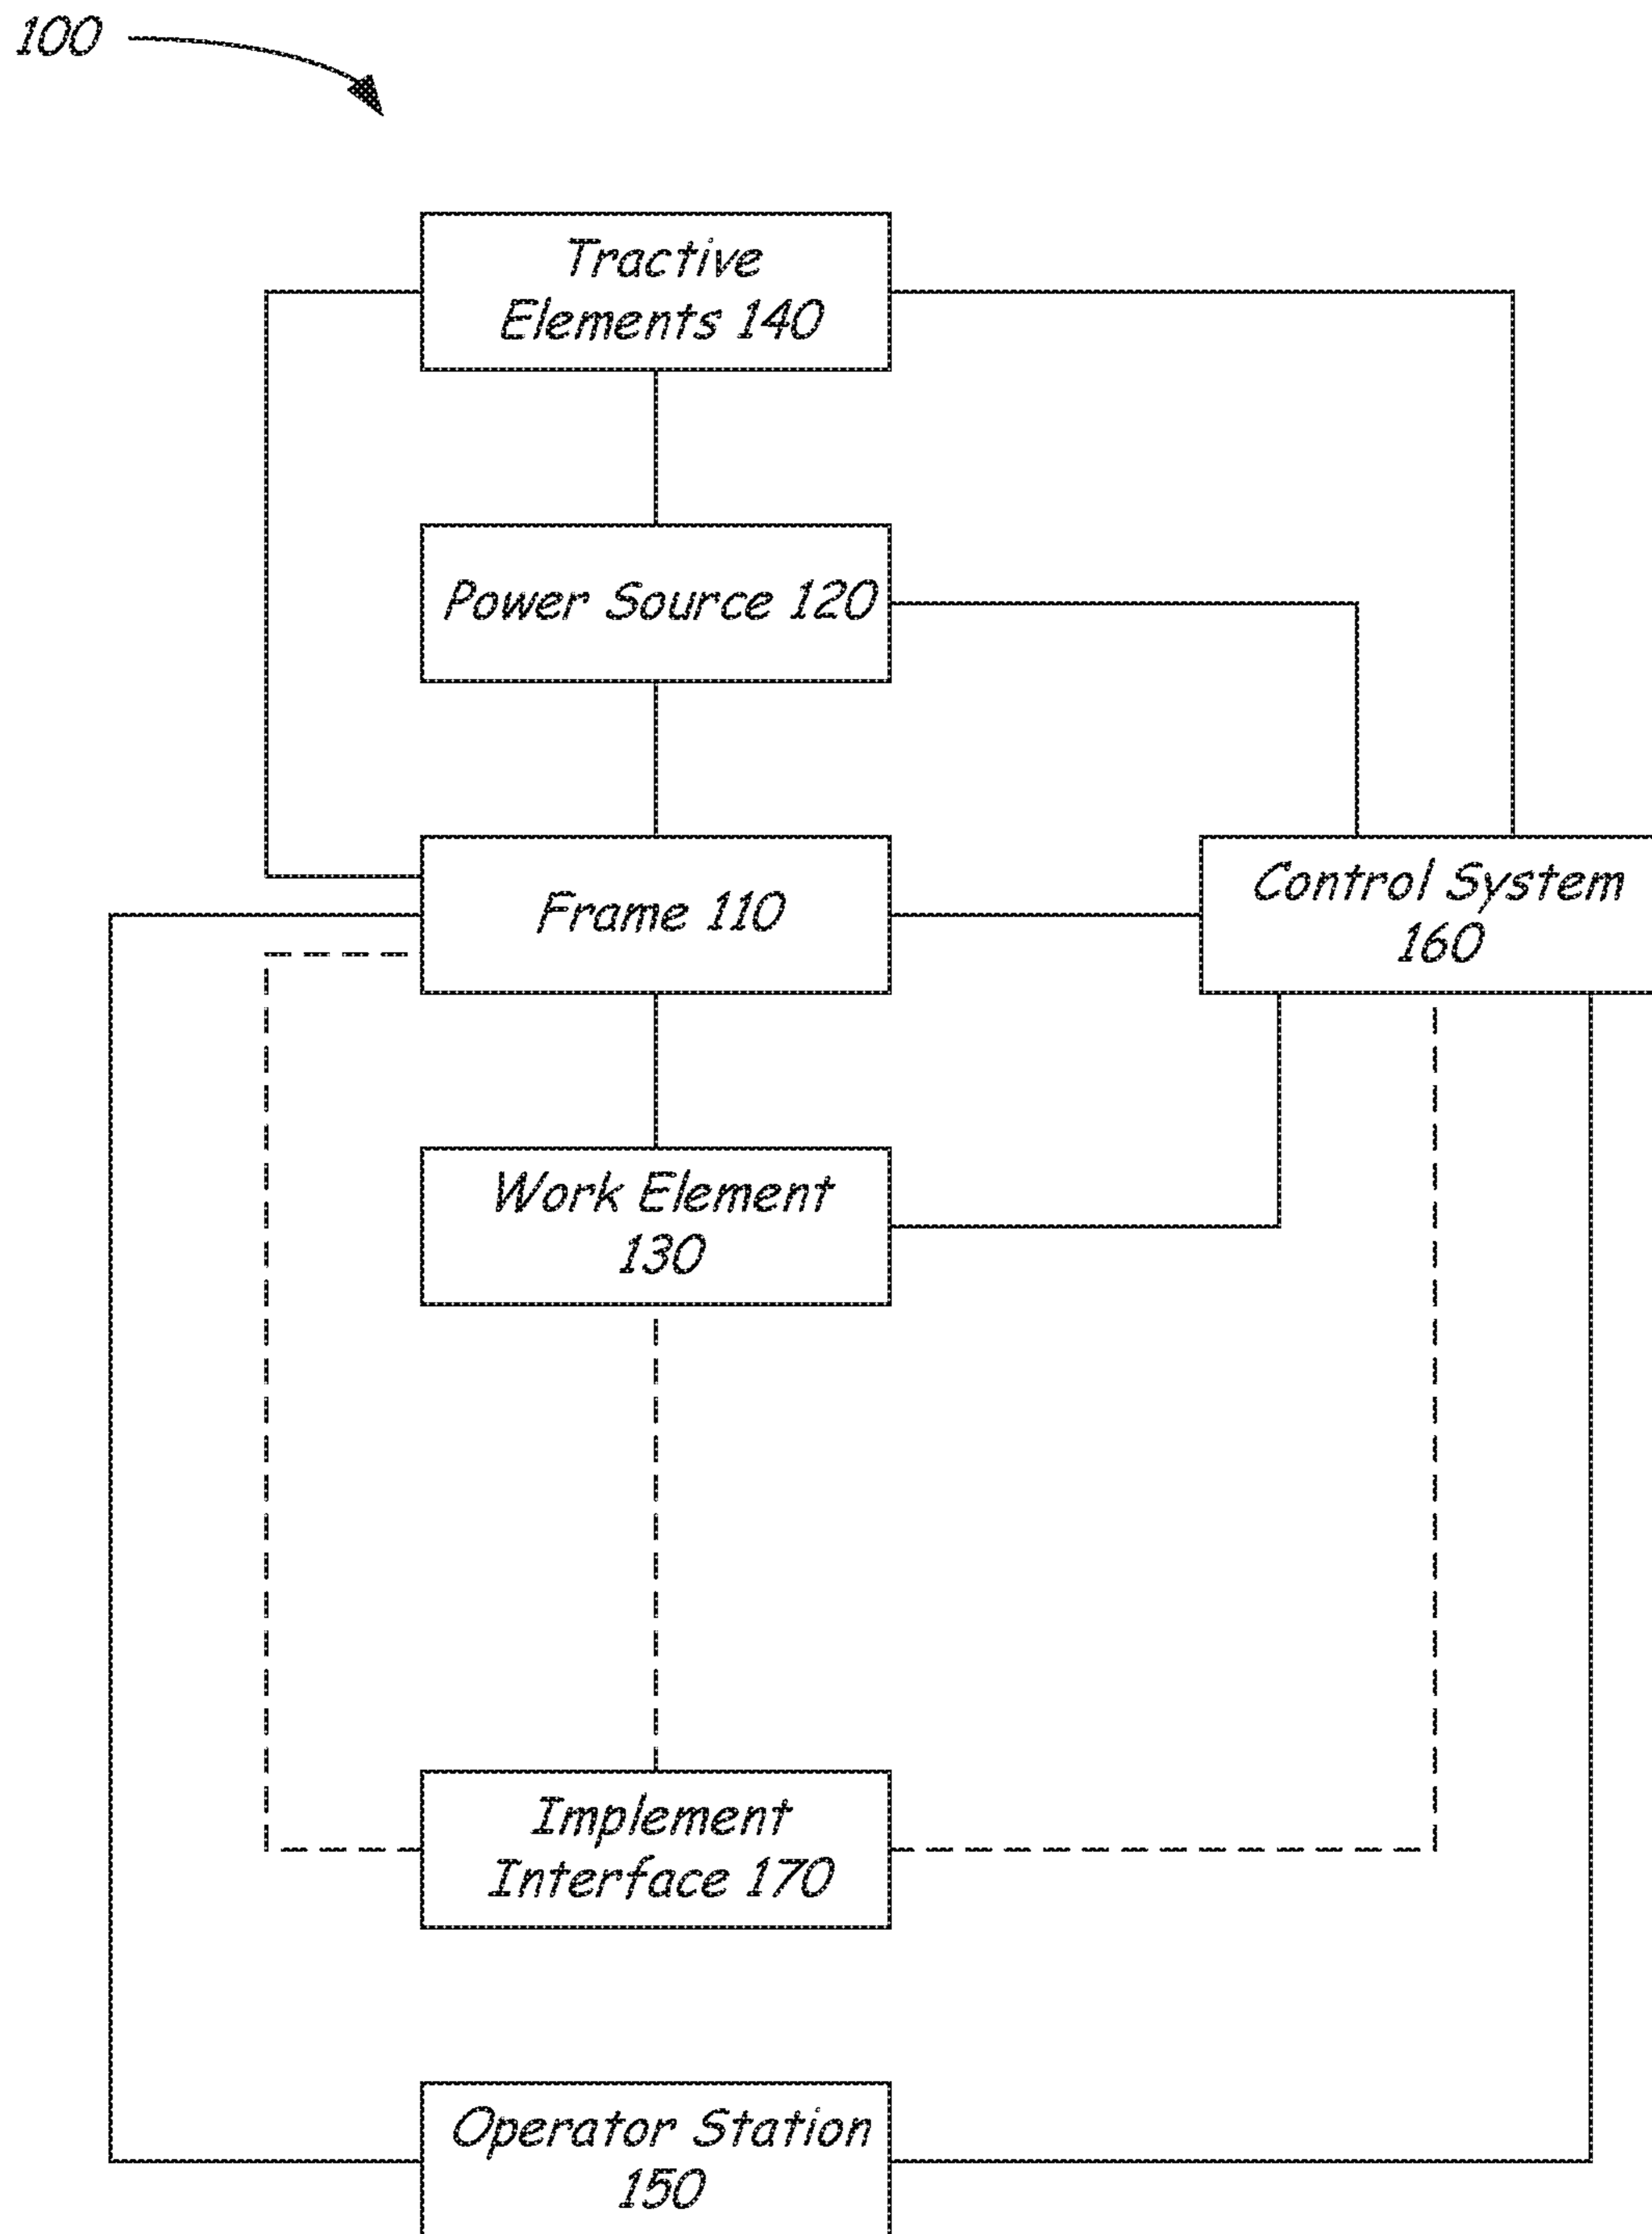 100
Tractive
Elements 140
Power Source 120
Frame 110
Control System
160
Work Element
130
Implement
Interface 170
Operator Station
150